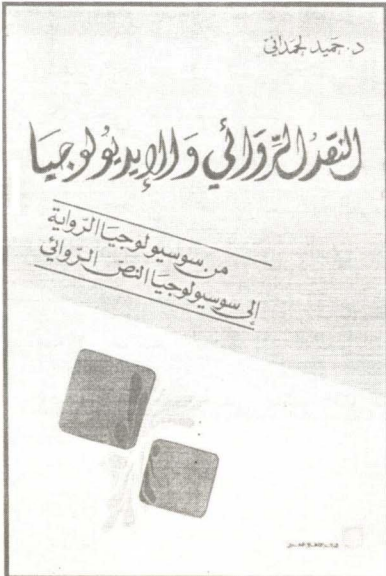 د. حميد لحمداني
النقد الروائي والإيديولوجيا
من سوسيولوجيا الرواية
إلى سوسيولوجيا النص الروائي